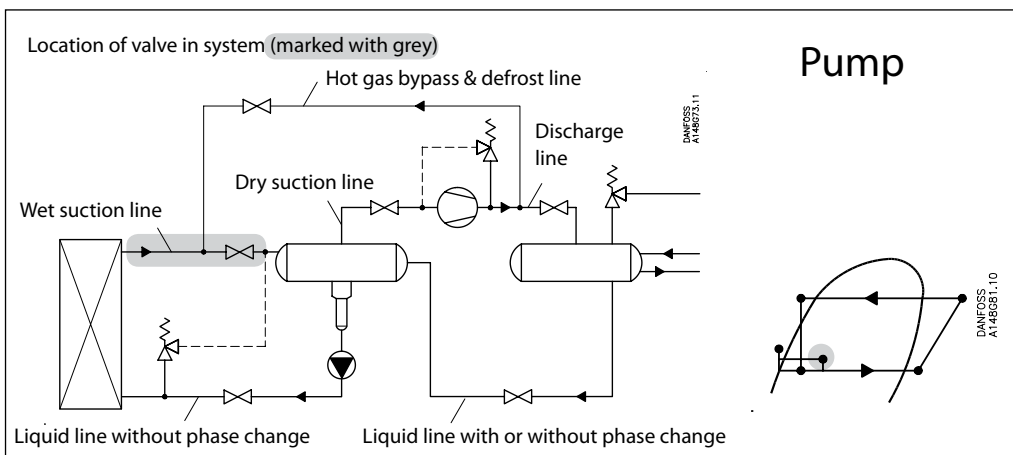 Location of valve in system (marked with grey)
Pump
Hot gas bypass & defrost line
DANFOSS
A148G73.11
Discharge
line
Dry suction line
Wet suction line
DANFOSS
A148G81.10
Liquid line without phase change
Liquid line with or without phase change